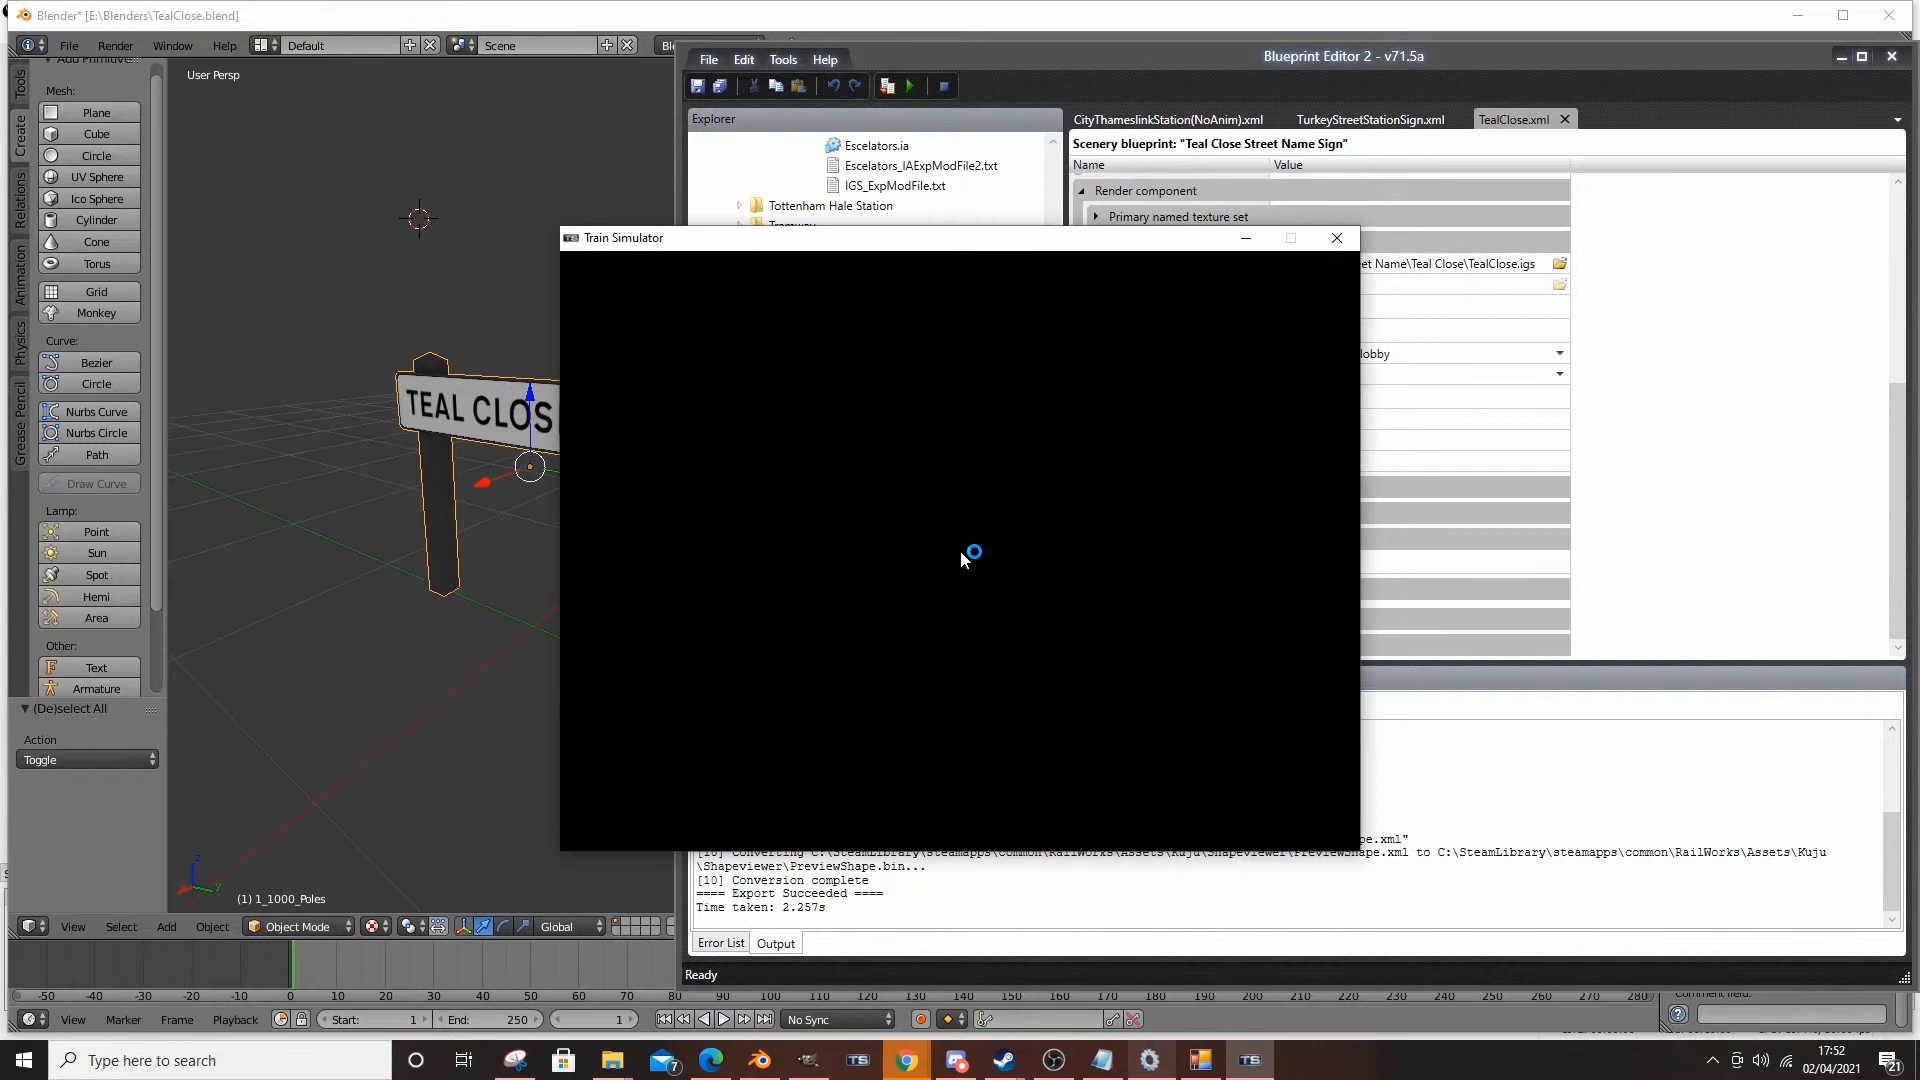 Blender* [E:\Blenders\TealClose.blend]
File Render Window Help Default Scene
File Edit Tools Help Blueprint Editor 2 - v71.5a
Add Primitive:
User Persp
Mesh:
Plane
Cube
Circle
UV Sphere
Ico Sphere
Cylinder
Cone
Torus
Grid
Monkey
Curve:
Bezier
Circle
Nurbs Curve
Nurbs Circle
Path
Draw Curve
Lamp:
Point
Sun
Spot
Hemi
Area
Other:
Text
Armature
Tools
Create
Relations
Animation
Physics
Grease Pencil
(De)select All
Action
Toggle
TEAL CLOS
(1) 1_1000_Poles
View Select Add Object Object Mode Global
Explorer
Escelators.ia
Escelators_IAExpModFile2.txt
IGS_ExpModFile.txt
Tottenham Hale Station
CityThameslinkStation(NoAnim).xml TurkeyStreetStationSign.xml TealClose.xml
Scenery blueprint: "Teal Close Street Name Sign"
Name Value
Render component
Primary named texture set
et Name\Teal Close\TealClose.igs
Train Simulator
pe.xml"
[10] Converting C:\SteamLibrary\steamapps\common\RailWorks\Assets\Kuju\Shapeviewer\PreviewShape.xml to C:\SteamLibrary\steamapps\common\RailWorks\Assets\Kuju
\Shapeviewer\PreviewShape.bin...
[10] Conversion complete
==== Export Succeeded ====
Time taken: 2.257s
Error List Output
Ready
-50 -40 -30 -20 -10 0 10 20 30 40 50 60 70 80 90 100 110 120 130 140 150 160 170 180 190 200 210 220 230 240 250 260 270 280
View Marker Frame Playback Start: 1 End: 250 1 No Sync
Type here to search
7
TS
TS
17:52
02/04/2021
21